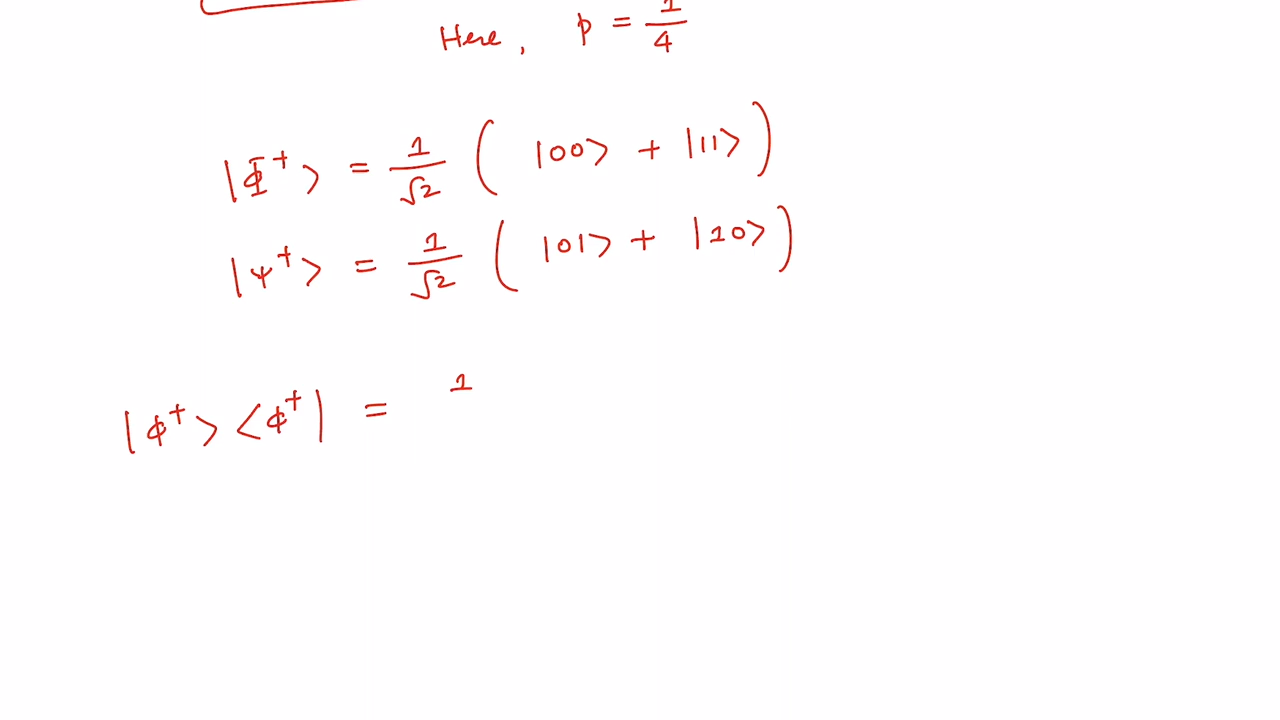 Here, p = 1/4
|Φ⁺> = 1/√2 ( |00> + |11> )
|ψ⁺> = 1/√2 ( |01> + |10> )
|ϕ⁺> <ϕ⁺| = 1